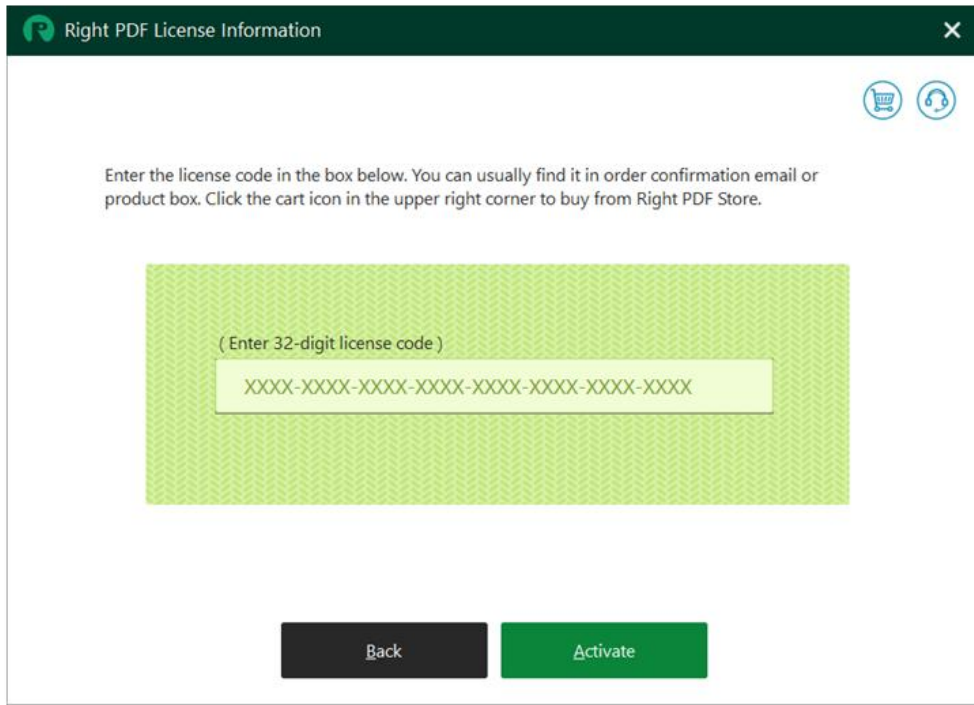 Right PDF License Information
Enter the license code in the box below. You can usually find it in order confirmation email or
product box. Click the cart icon in the upper right corner to buy from Right PDF Store.
( Enter 32-digit license code )
XXXX-XXXX-XXXX-XXXX-XXXX-XXXX-XXXX-XXXX
Back
Activate